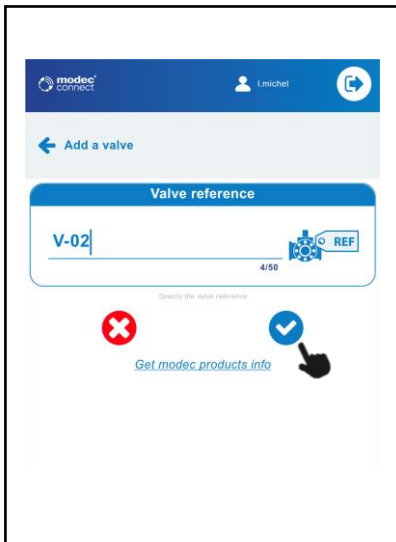 modec
connect
l.michel
Add a valve
Valve reference
V-02
REF
4/50
Specify the valve reference
Get modec products info